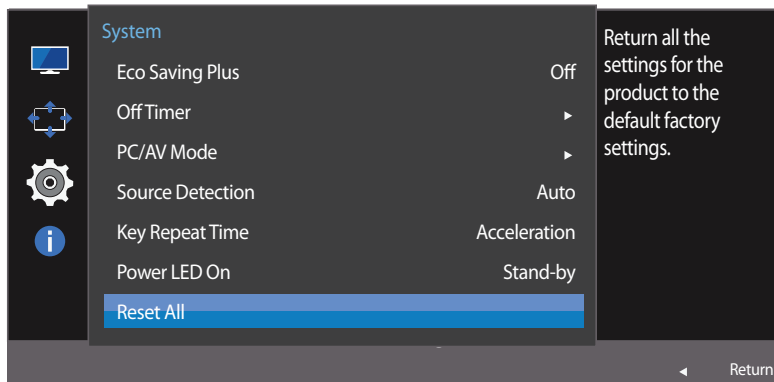 System
Eco Saving Plus Off
Off Timer ►
PC/AV Mode ►
Source Detection Auto
Key Repeat Time Acceleration
Power LED On Stand-by
Reset All
Return all the
settings for the
product to the
default factory
settings.
◄ Return